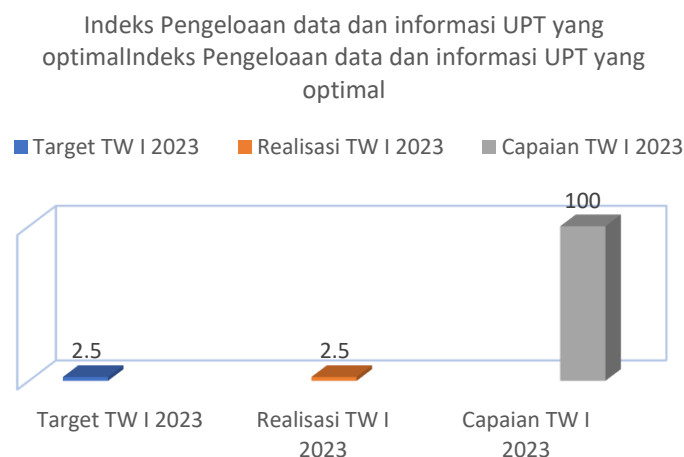 Indeks Pengeloaan data dan informasi UPT yang
optimalIndeks Pengeloaan data dan informasi UPT yang
optimal
Target TW I 2023 Realisasi TW I 2023 Capaian TW I 2023
100
2.5 2.5
Target TW I 2023 Realisasi TW I Capaian TW I
2023 2023